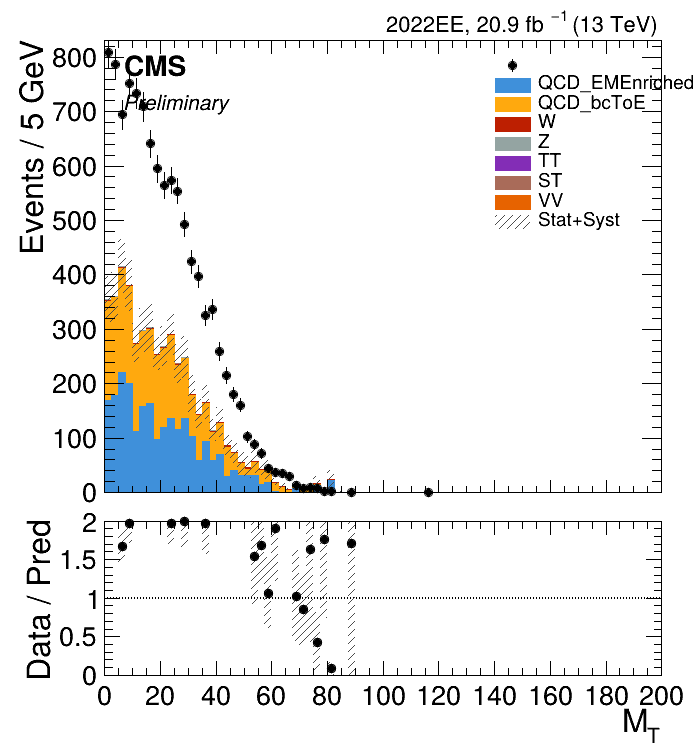 2022EE, 20.9 fb⁻¹ (13 TeV)
CMS
Preliminary
Events / 5 GeV
800
700
600
500
400
300
200
100
0
QCD_EMEnriched
QCD_bcToE
W
Z
TT
ST
VV
Stat+Syst
Data / Pred
2
1.5
1
0.5
0
0 20 40 60 80 100 120 140 160 180 200
M_T